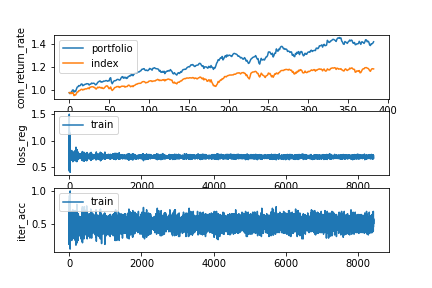 com_return_rate
1.4
1.2
1.0
portfolio
index
0 50 100 150 200 250 300 350 400
loss_reg
1.5
1.0
0.5
train
0 2000 4000 6000 8000
iter_acc
1.0
0.5
train
0 2000 4000 6000 8000